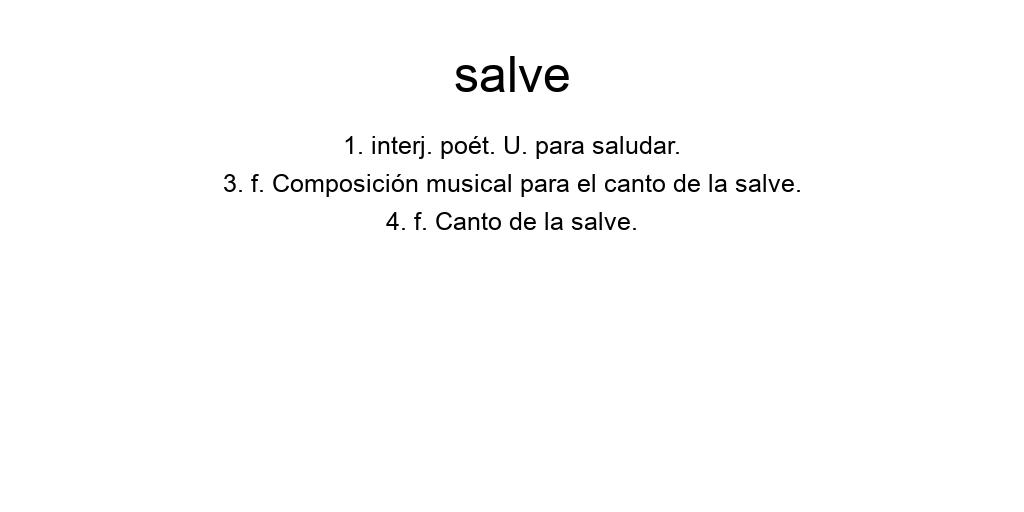 salve
1. interj. poét. U. para saludar.
3. f. Composición musical para el canto de la salve.
4. f. Canto de la salve.